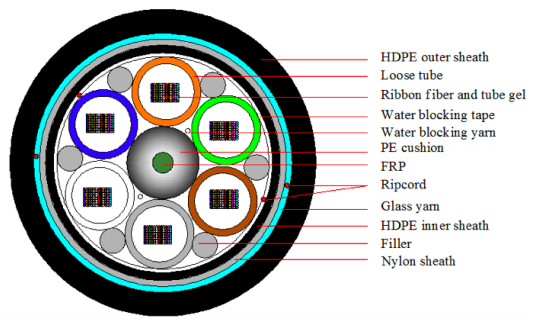 HDPE outer sheath
Loose tube
Ribbon fiber and tube gel
Water blocking tape
Water blocking yarn
PE cushion
FRP
Ripcord
Glass yarn
HDPE inner sheath
Filler
Nylon sheath